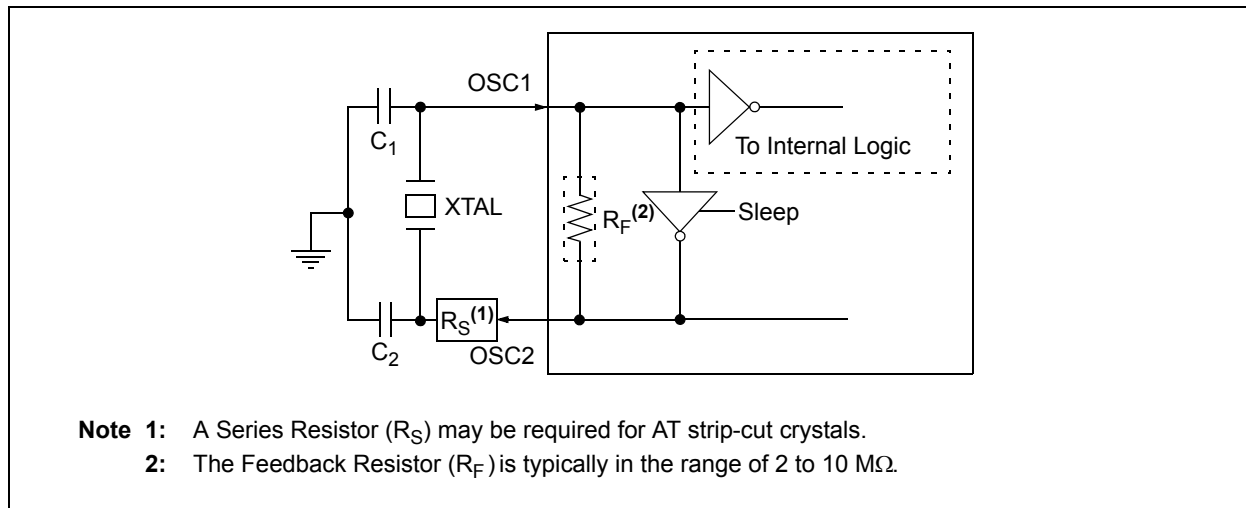 OSC1
C1
To Internal Logic
XTAL
RF(2)
Sleep
RS(1)
C2
OSC2
Note 1: A Series Resistor (RS) may be required for AT strip-cut crystals.
2: The Feedback Resistor (RF) is typically in the range of 2 to 10 MΩ.